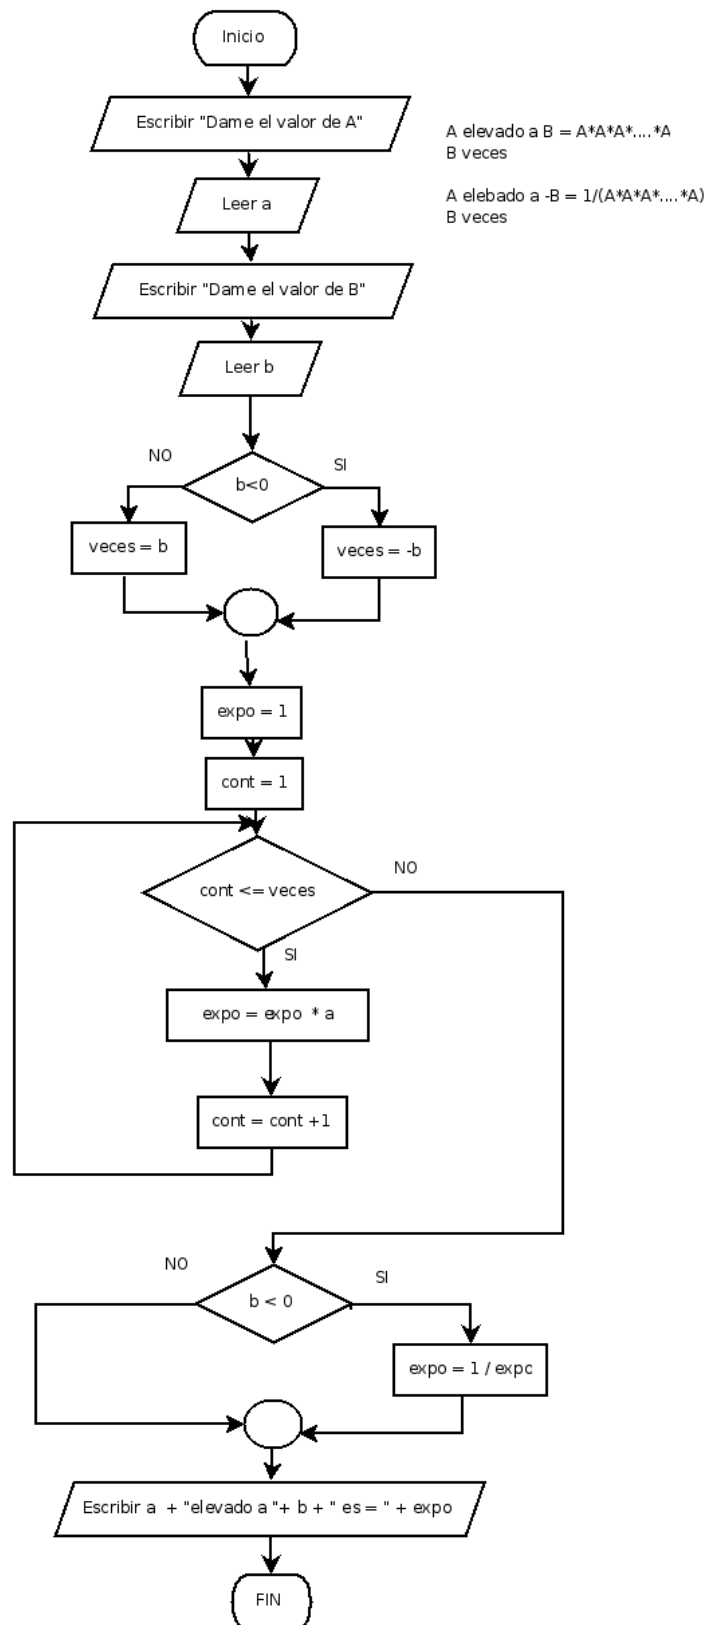 Inicio
Escribir "Dame el valor de A"
A elevado a B = A*A*A*....*A
B veces
Leer a
A elebado a -B = 1/(A*A*A*....*A)
B veces
Escribir "Dame el valor de B"
Leer b
NO
SI
b<0
veces = b
veces = -b
expo = 1
cont = 1
NO
cont <= veces
SI
expo = expo * a
cont = cont +1
NO
SI
b < 0
expo = 1 / expc
Escribir a + "elevado a "+ b + " es = " + expo
FIN